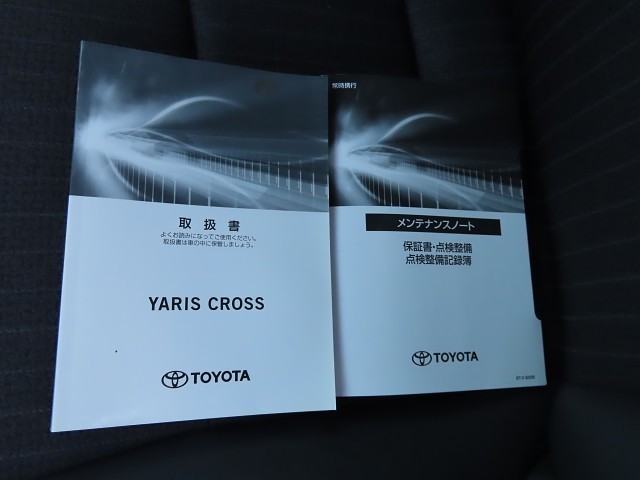 取扱書
よくお読みになってご使用ください。
取扱書は車の中に保管しましょう。
YARIS CROSS
TOYOTA
常時携行
メンテナンスノート
保証書・点検整備
点検整備記録簿
TOYOTA